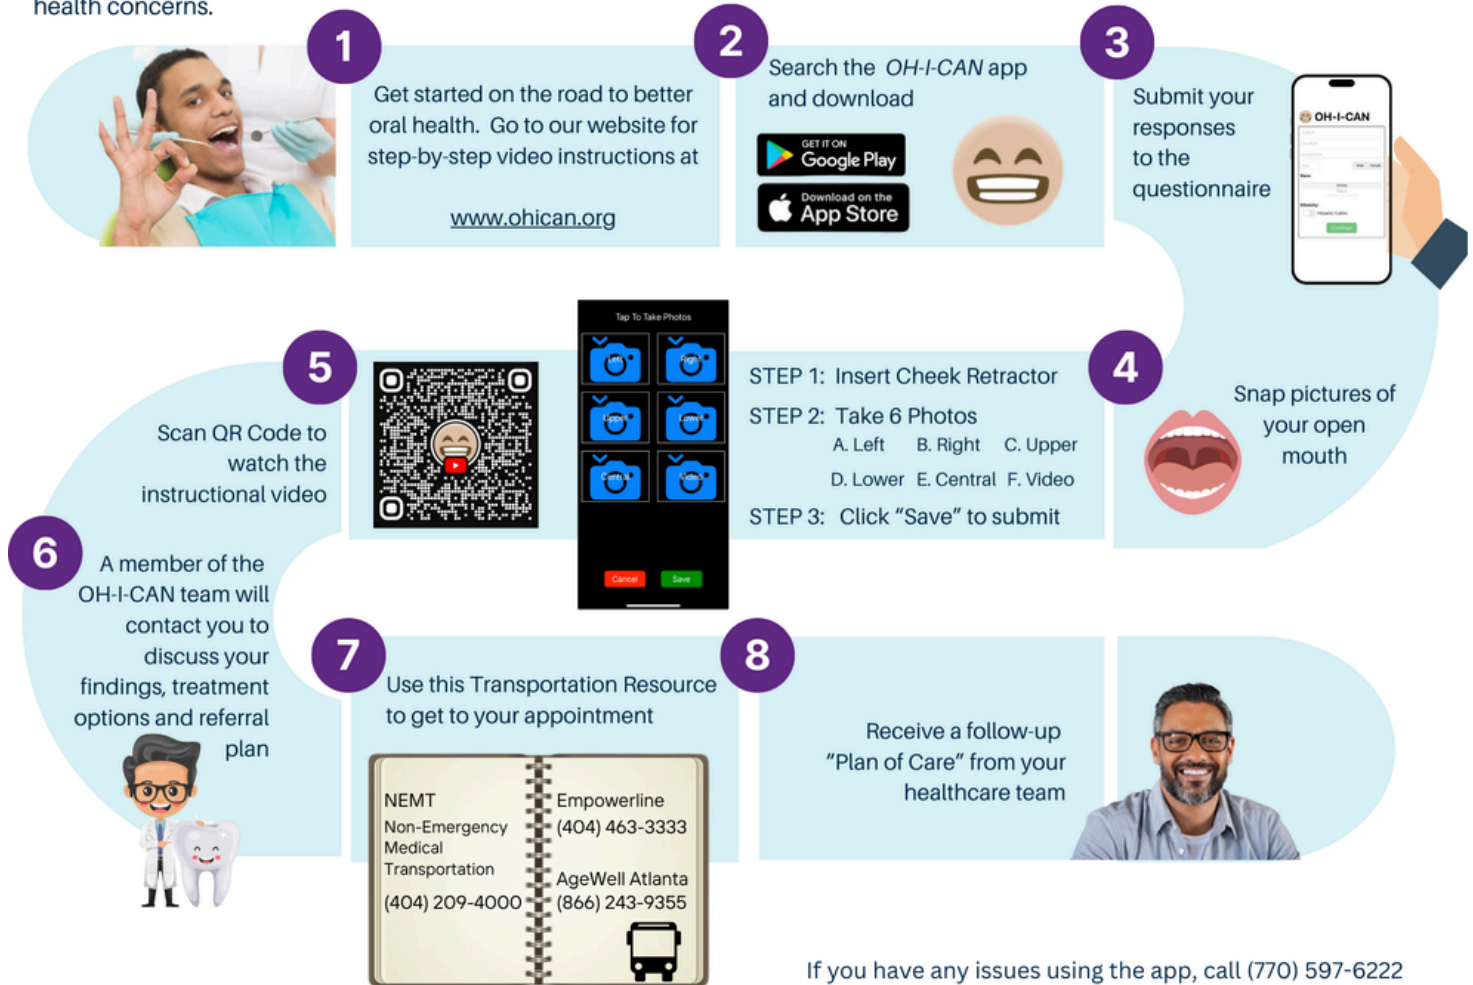 health concerns.
1
Get started on the road to better
oral health. Go to our website for
step-by-step video instructions at
www.ohican.org
2
Search the OH-I-CAN app
and download
GET IT ON
Google Play
Download on the
App Store
3
Submit your
responses
to the
questionnaire
OH-I-CAN
Continue
4
Snap pictures of
your open
mouth
STEP 1: Insert Cheek Retractor
STEP 2: Take 6 Photos
A. Left B. Right C. Upper
D. Lower E. Central F. Video
STEP 3: Click “Save” to submit
Tap To Take Photos
Left Right
Upper Lower
Central Video
Cancel Save
5
Scan QR Code to
watch the
instructional video
6
A member of the
OH-I-CAN team will
contact you to
discuss your
findings, treatment
options and referral
plan
7
Use this Transportation Resource
to get to your appointment
NEMT
Non-Emergency
Medical
Transportation
(404) 209-4000
Empowerline
(404) 463-3333
AgeWell Atlanta
(866) 243-9355
8
Receive a follow-up
“Plan of Care” from your
healthcare team
If you have any issues using the app, call (770) 597-6222